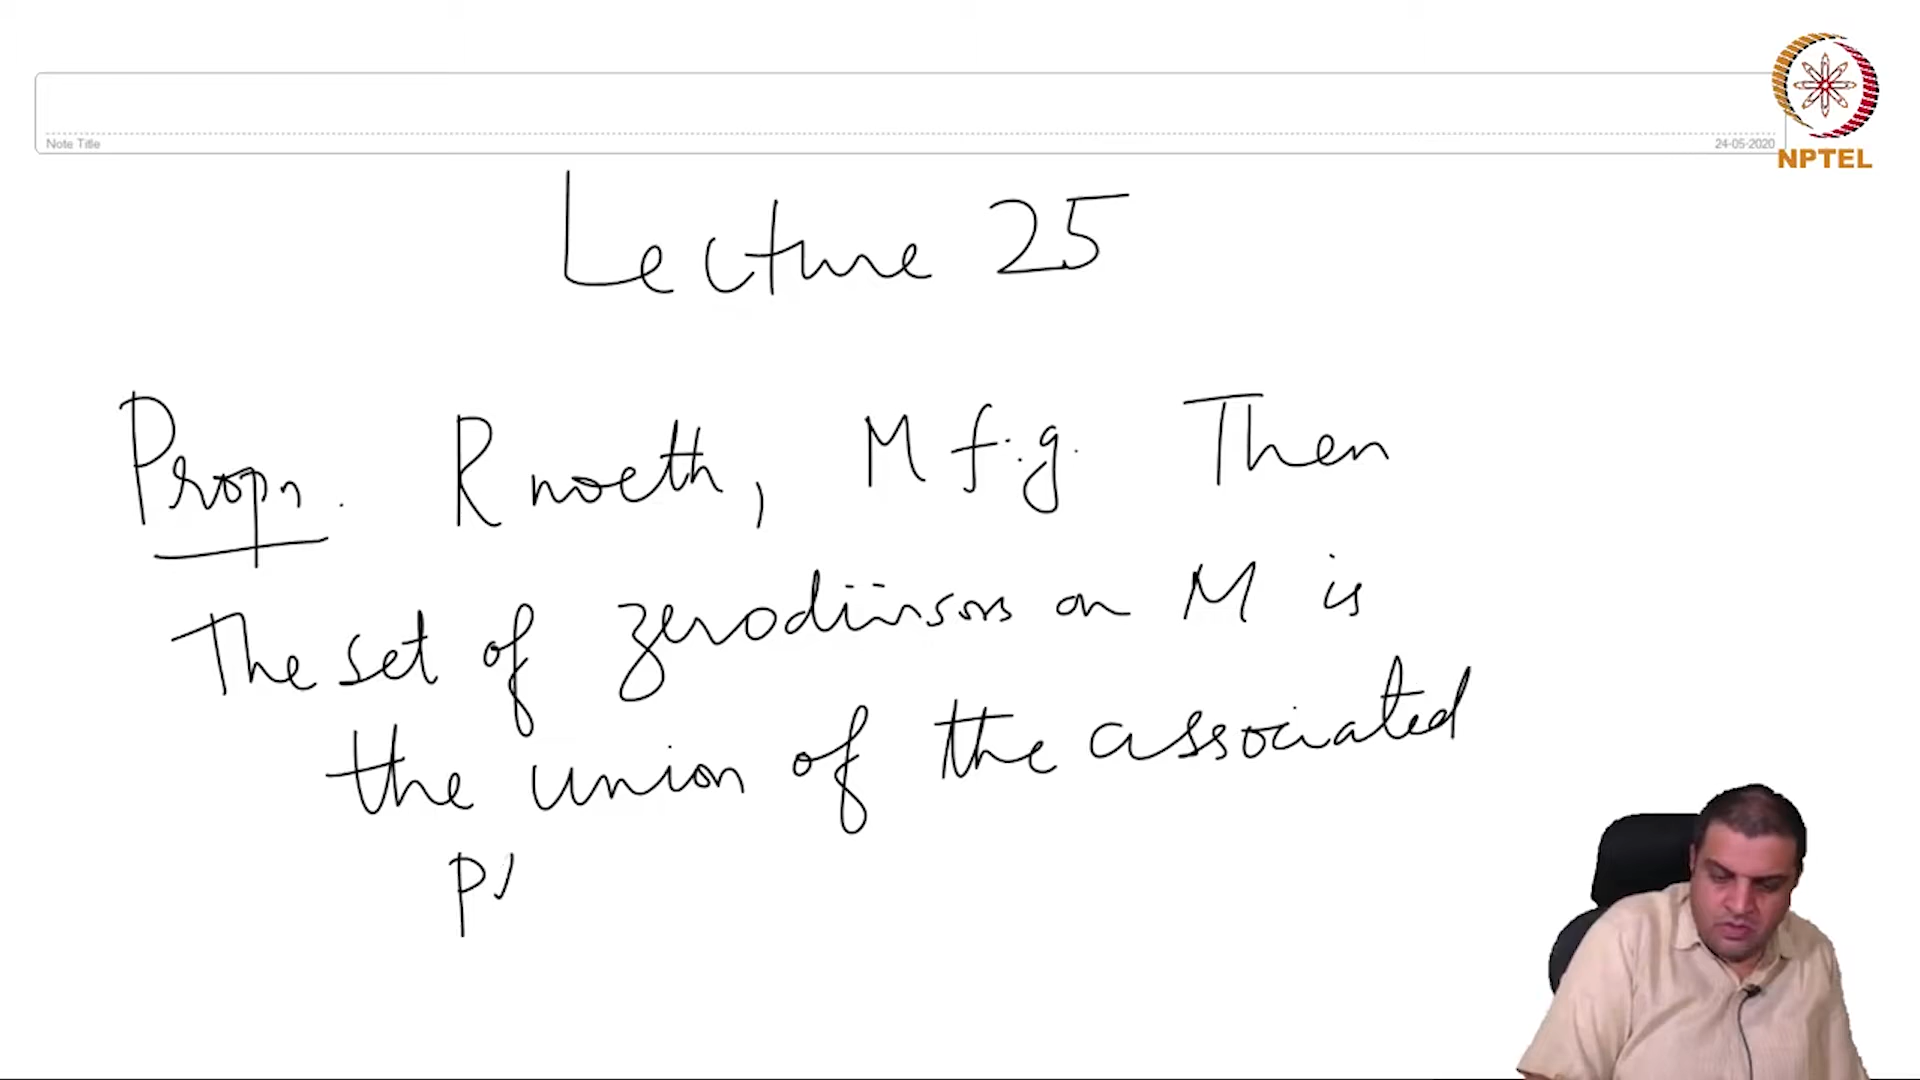 Note Title
24-05-2020
NPTEL
Lecture 25
Propn. R noeth, M f.g. Then
The set of zerodivisors on M is
the union of the associated
pr